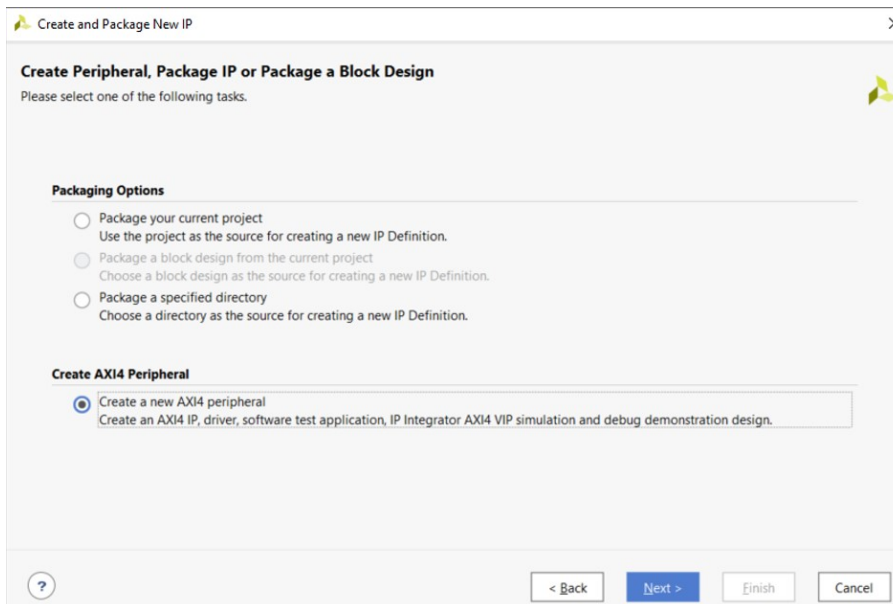 Create and Package New IP
Create Peripheral, Package IP or Package a Block Design
Please select one of the following tasks.
Packaging Options
Package your current project
Use the project as the source for creating a new IP Definition.
Package a block design from the current project
Choose a block design as the source for creating a new IP Definition.
Package a specified directory
Choose a directory as the source for creating a new IP Definition.
Create AXI4 Peripheral
Create a new AXI4 peripheral
Create an AXI4 IP, driver, software test application, IP Integrator AXI4 VIP simulation and debug demonstration design.
? < Back Next > Finish Cancel